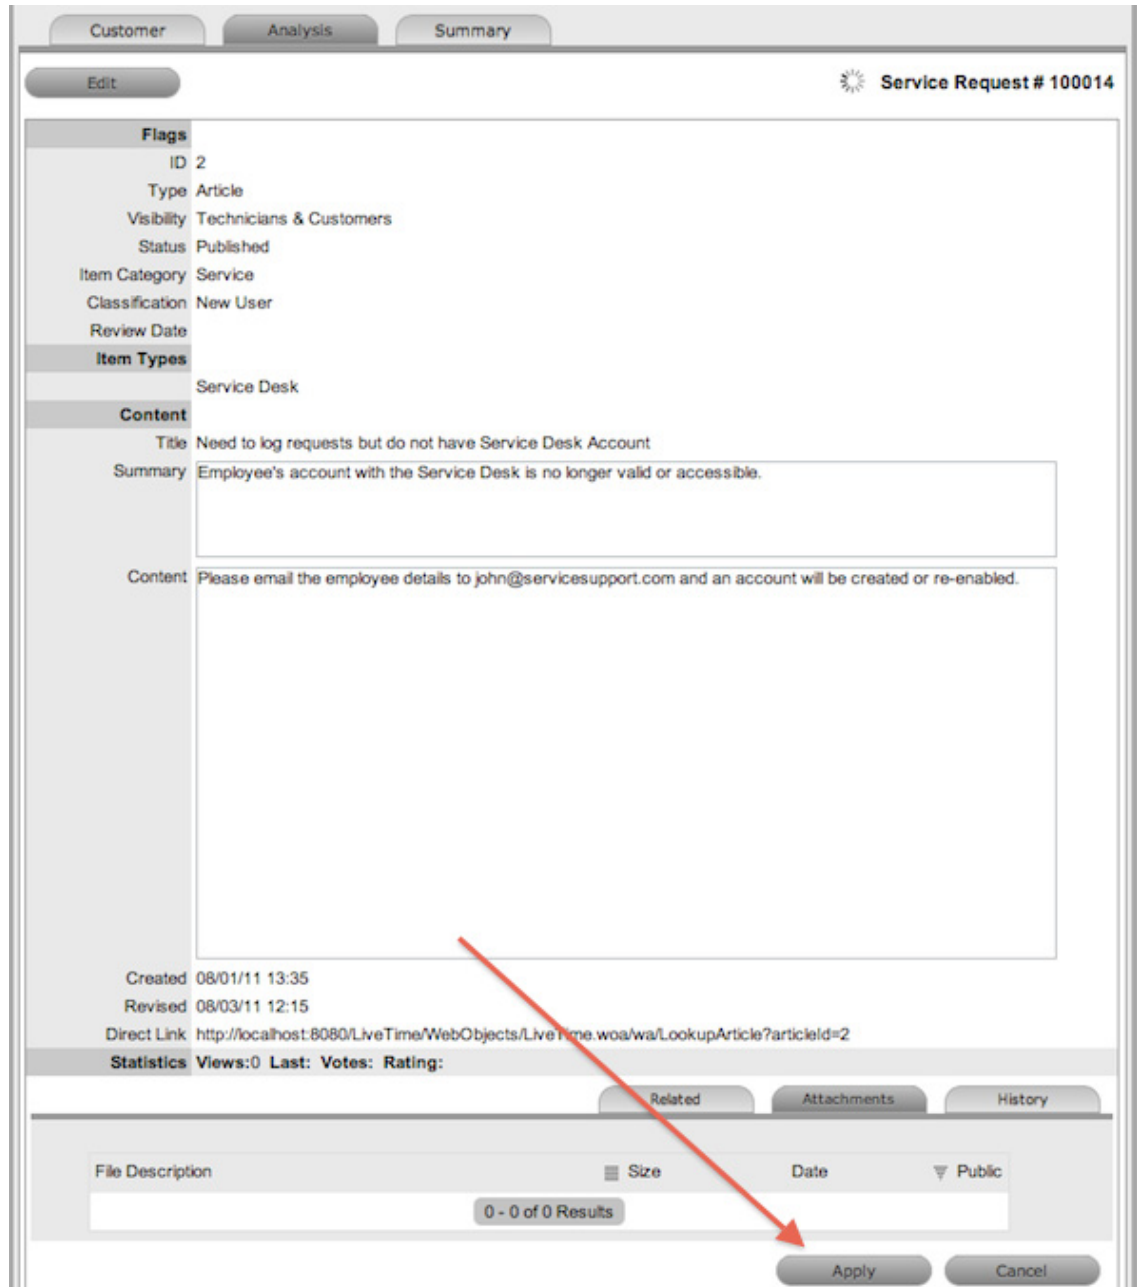 Customer Analysis Summary
Edit Service Request # 100014
Flags
ID 2
Type Article
Visibility Technicians & Customers
Status Published
Item Category Service
Classification New User
Review Date
Item Types
Service Desk
Content
Title Need to log requests but do not have Service Desk Account
Summary Employee's account with the Service Desk is no longer valid or accessible.
Content Please email the employee details to john@servicesupport.com and an account will be created or re-enabled.
Created 08/01/11 13:35
Revised 08/03/11 12:15
Direct Link http://localhost:8080/LiveTime/WebObjects/LiveTime.woa/wa/LookupArticle?articleId=2
Statistics Views:0 Last: Votes: Rating:
Related Attachments History
File Description Size Date Public
0 - 0 of 0 Results
Apply Cancel